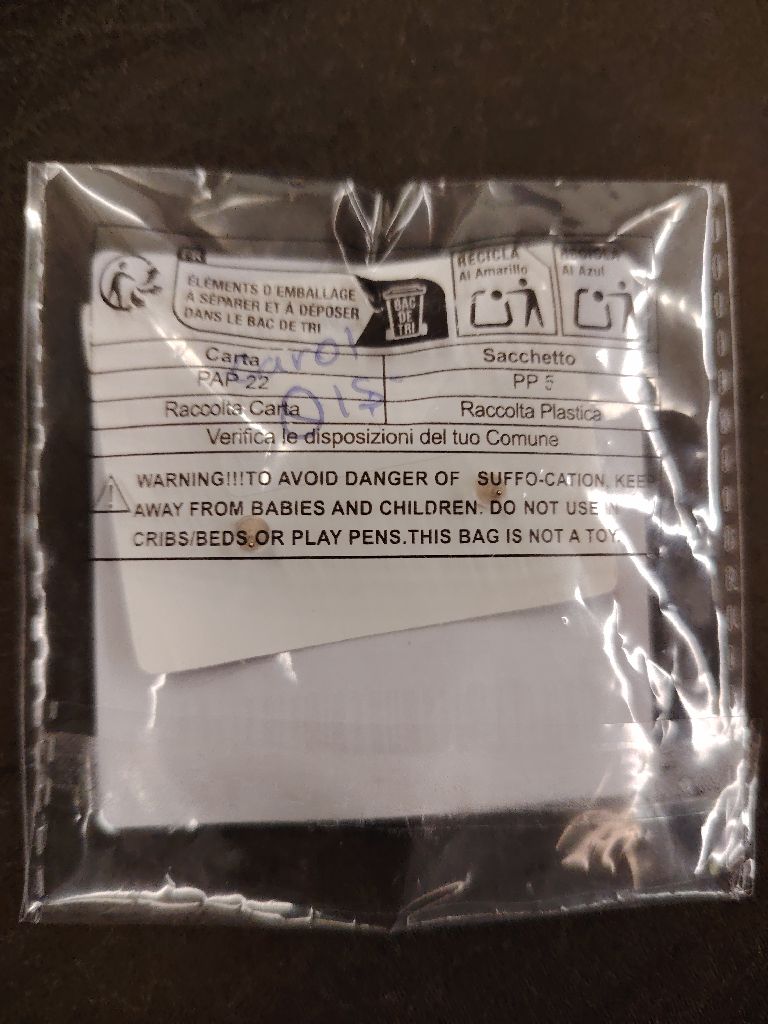 FR
ÉLÉMENTS D'EMBALLAGE
À SÉPARER ET À DÉPOSER
DANS LE BAC DE TRI
BAC
DE
TRI
RECICLA
Al Amarillo
RECICLA
Al Azul
Carta
Sacchetto
PAP 22
PP 5
Raccolta Carta
Raccolta Plastica
Verifica le disposizioni del tuo Comune
WARNING!!!TO AVOID DANGER OF SUFFO-CATION, KEEP
AWAY FROM BABIES AND CHILDREN. DO NOT USE IN
CRIBS/BEDS,OR PLAY PENS.THIS BAG IS NOT A TOY.